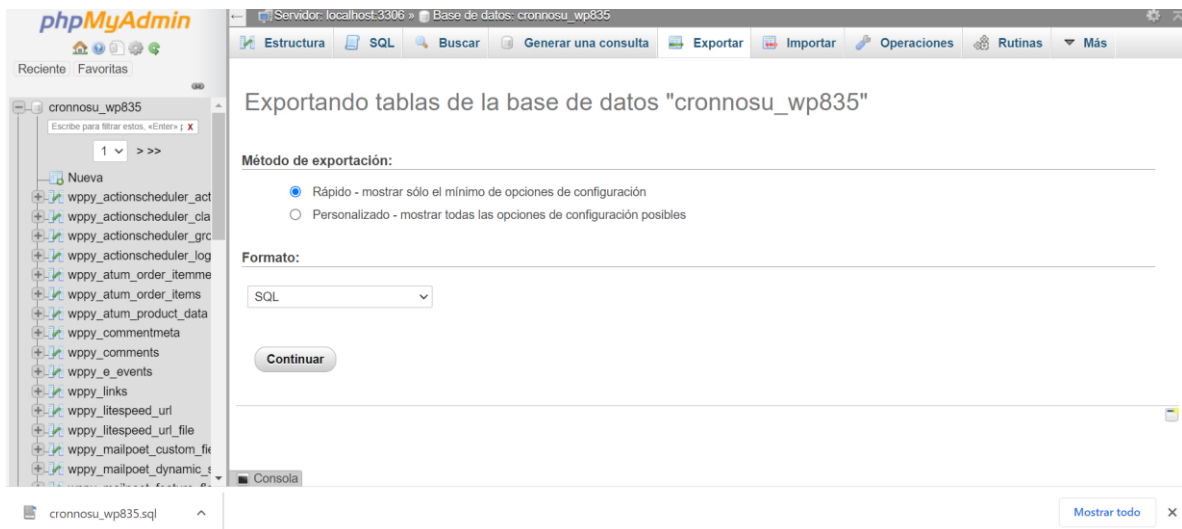 phpMyAdmin
Reciente Favoritas
cronnosu_wp835
Escribe para filtrar estos, «Enter» p X
1 > >>
Nueva
wppy_actionscheduler_act
wppy_actionscheduler_cla
wppy_actionscheduler_grc
wppy_actionscheduler_log
wppy_atum_order_itemme
wppy_atum_order_items
wppy_atum_product_data
wppy_commentmeta
wppy_comments
wppy_e_events
wppy_links
wppy_litespeed_url
wppy_litespeed_url_file
wppy_mailpoet_custom_fie
wppy_mailpoet_dynamic_s
Servidor: localhost:3306 » Base de datos: cronnosu_wp835
Estructura SQL Buscar Generar una consulta Exportar Importar Operaciones Rutinas Más
Exportando tablas de la base de datos "cronnosu_wp835"
Método de exportación:
Rápido - mostrar sólo el mínimo de opciones de configuración
Personalizado - mostrar todas las opciones de configuración posibles
Formato:
SQL
Continuar
Consola
cronnosu_wp835.sql
Mostrar todo